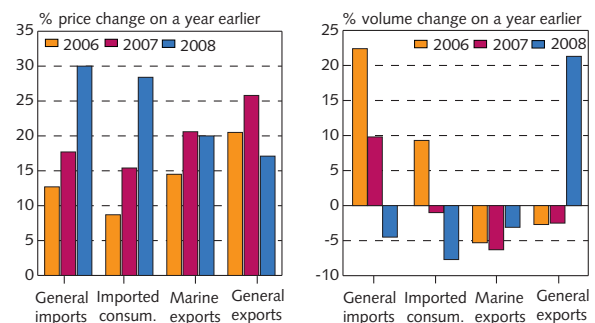 % price change on a year earlier
35
30
25
20
15
10
5
0
2006 2007 2008
General imports
Imported consum.
Marine exports
General exports
% volume change on a year earlier
25
20
15
10
5
0
-5
-10
2006 2007 2008
General imports
Imported consum.
Marine exports
General exports